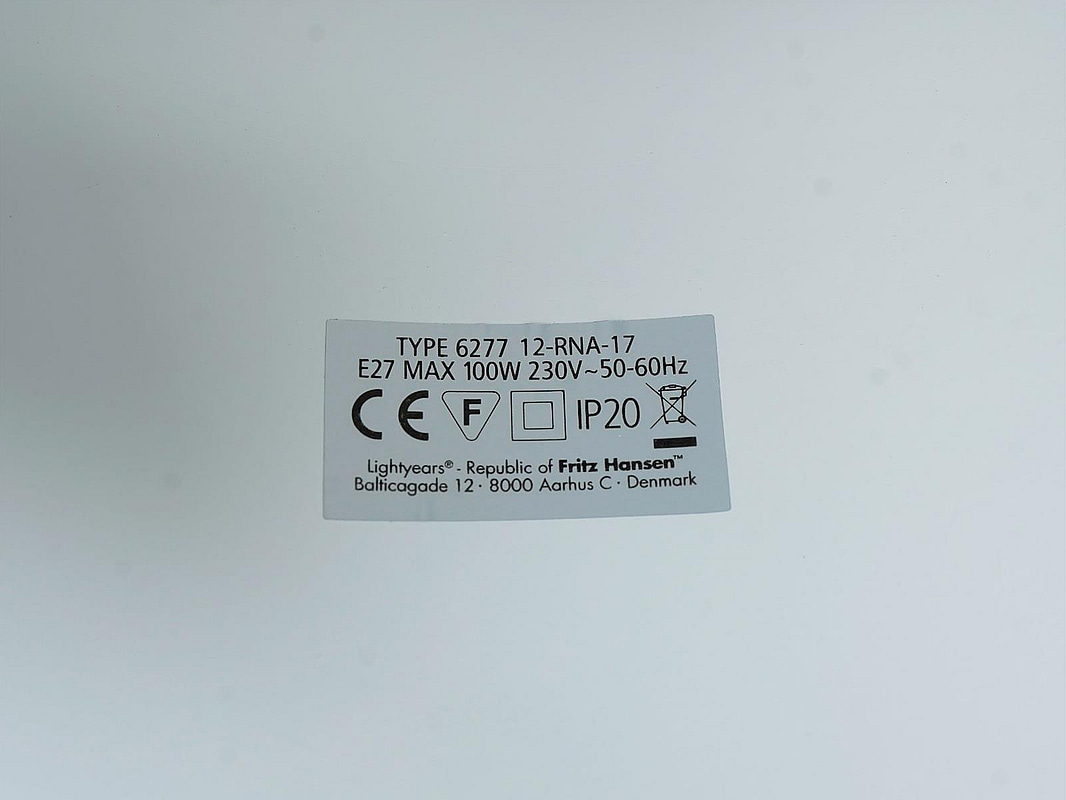 TYPE 6277 12-RNA-17
E27 MAX 100W 230V~50-60Hz
CE F IP20
Lightyears® - Republic of Fritz Hansen™
Balticagade 12 · 8000 Aarhus C · Denmark